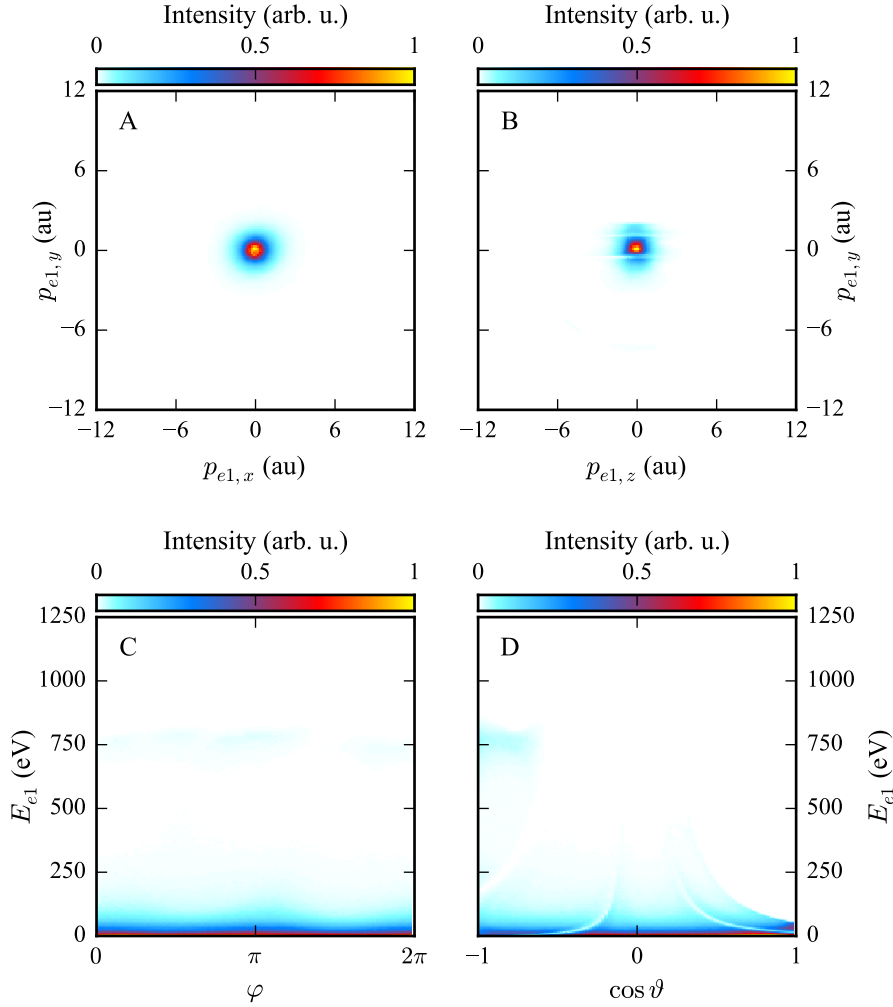 Intensity (arb. u.) Intensity (arb. u.)
0 0.5 1 0 0.5 1
12 12
A B
6 6
0 0
−6 −6
−12 −12
p_{e1,y} (au) p_{e1,y} (au)
−12 −6 0 6 12 −12 −6 0 6 12
p_{e1,x} (au) p_{e1,z} (au)
Intensity (arb. u.) Intensity (arb. u.)
0 0.5 1 0 0.5 1
1250 1250
C D
1000 1000
750 750
500 500
250 250
0 0
E_{e1} (eV) E_{e1} (eV)
0 π 2π −1 0 1
φ cos ϑ